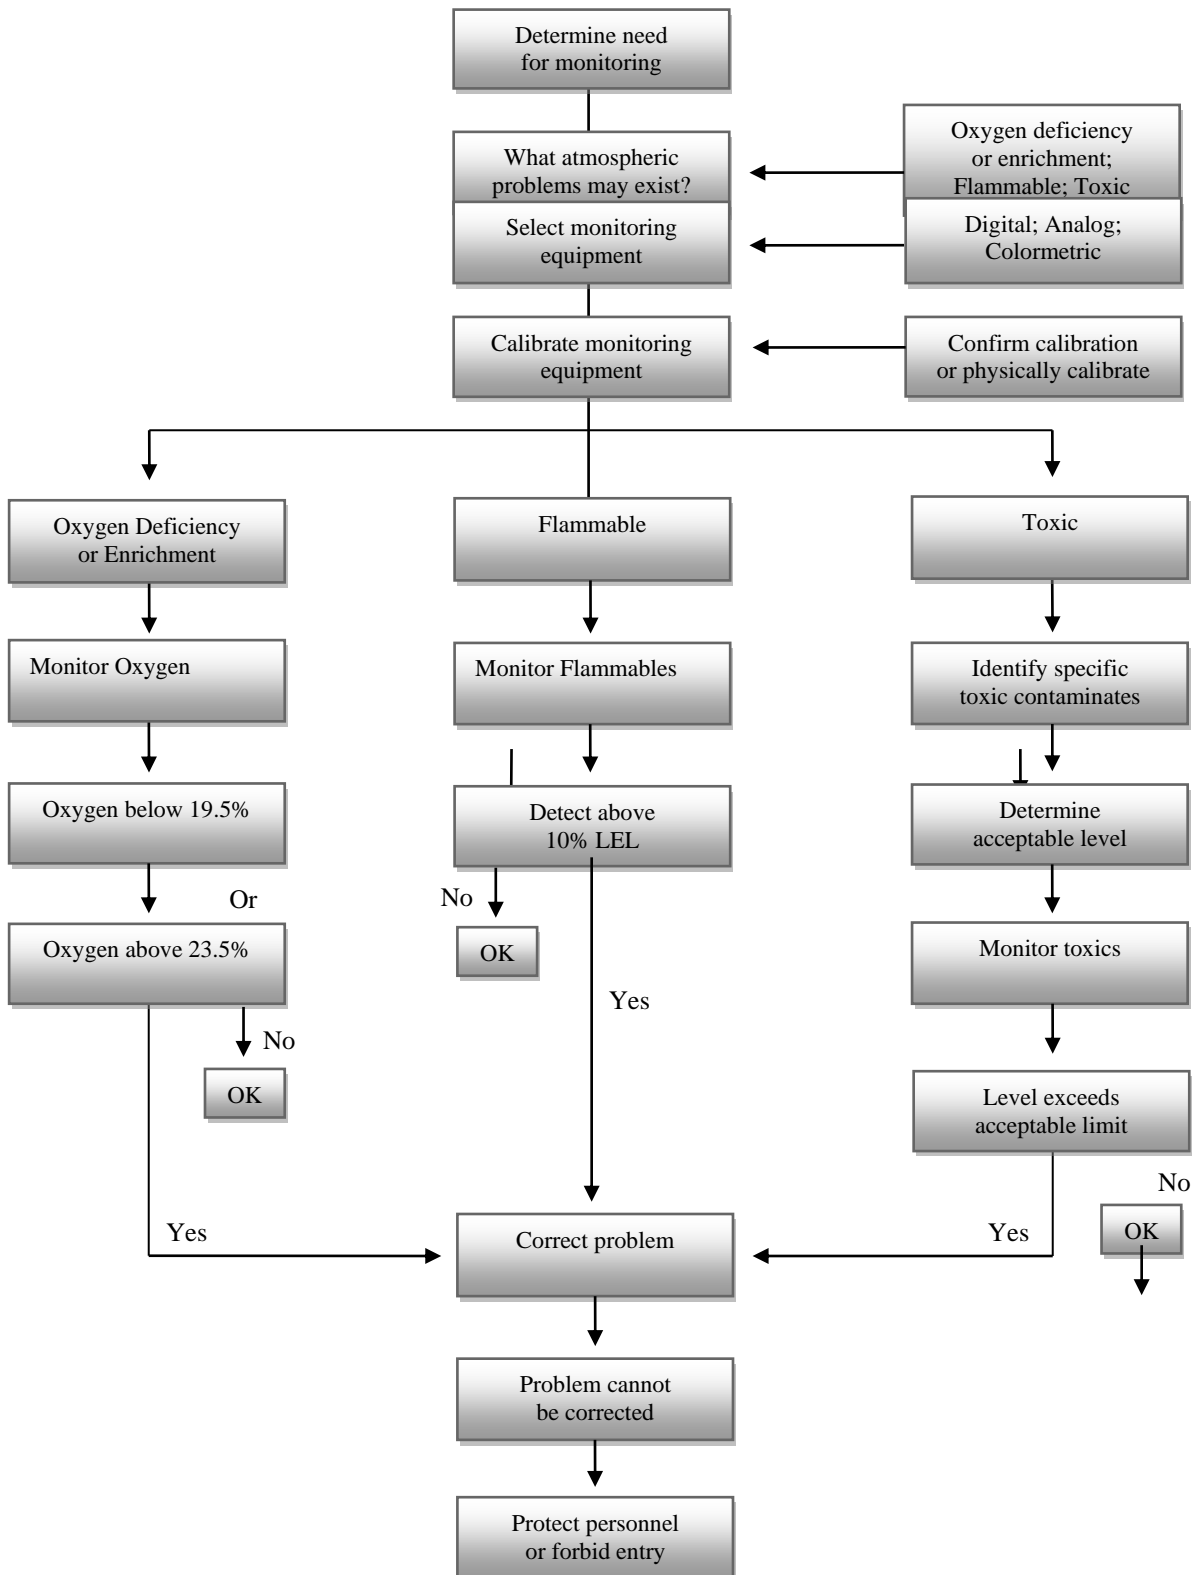 Determine need
for monitoring
What atmospheric
problems may exist?
Oxygen deficiency
or enrichment;
Flammable; Toxic
Select monitoring
equipment
Digital; Analog;
Colormetric
Calibrate monitoring
equipment
Confirm calibration
or physically calibrate
Oxygen Deficiency
or Enrichment
Flammable
Toxic
Monitor Oxygen
Monitor Flammables
Identify specific
toxic contaminates
Oxygen below 19.5%
Detect above
10% LEL
Determine
acceptable level
Or
No
Oxygen above 23.5%
OK
Monitor toxics
Yes
No
OK
Level exceeds
acceptable limit
No
Yes
Correct problem
Yes
OK
Problem cannot
be corrected
Protect personnel
or forbid entry